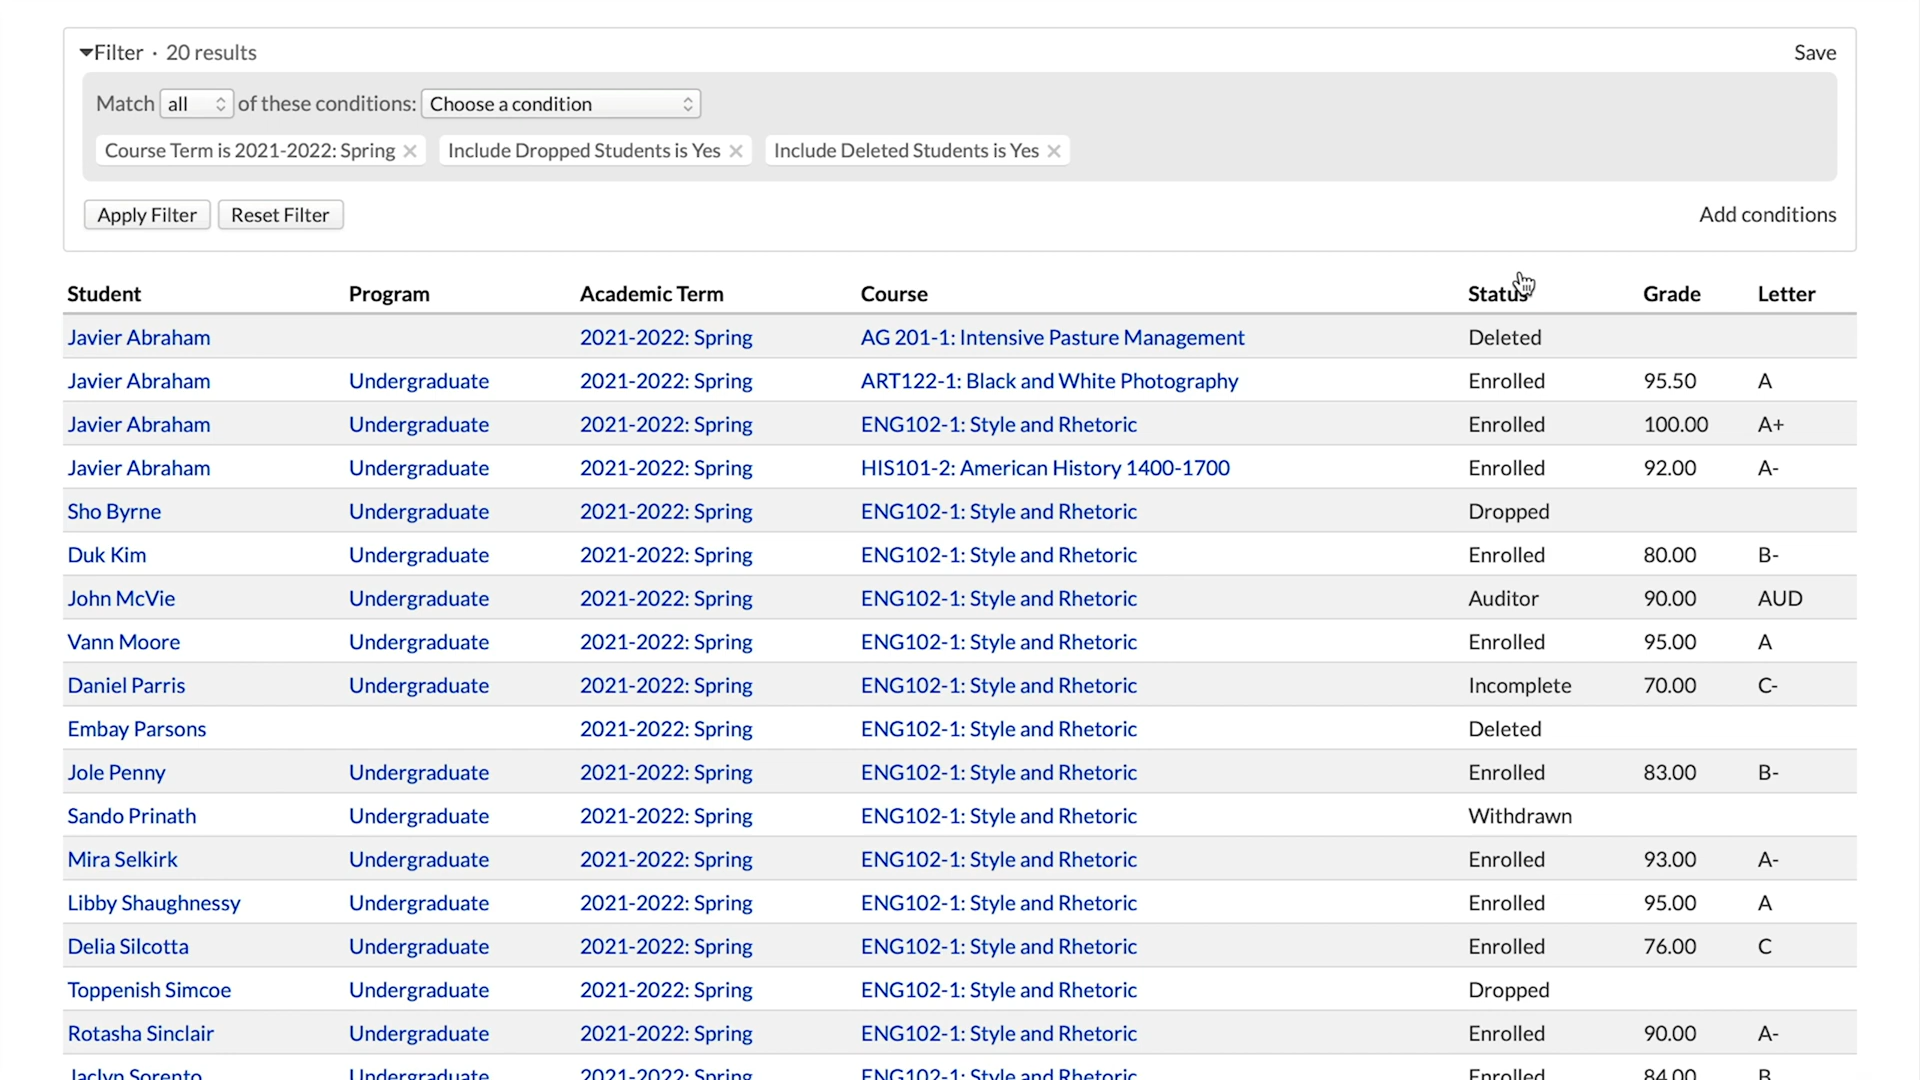 Filter · 20 results Save
Match all of these conditions: Choose a condition
Course Term is 2021-2022: Spring × Include Dropped Students is Yes × Include Deleted Students is Yes ×
Apply Filter Reset Filter Add conditions
Student Program Academic Term Course Status Grade Letter
Javier Abraham 2021-2022: Spring AG 201-1: Intensive Pasture Management Deleted
Javier Abraham Undergraduate 2021-2022: Spring ART122-1: Black and White Photography Enrolled 95.50 A
Javier Abraham Undergraduate 2021-2022: Spring ENG102-1: Style and Rhetoric Enrolled 100.00 A+
Javier Abraham Undergraduate 2021-2022: Spring HIS101-2: American History 1400-1700 Enrolled 92.00 A-
Sho Byrne Undergraduate 2021-2022: Spring ENG102-1: Style and Rhetoric Dropped
Duk Kim Undergraduate 2021-2022: Spring ENG102-1: Style and Rhetoric Enrolled 80.00 B-
John McVie Undergraduate 2021-2022: Spring ENG102-1: Style and Rhetoric Auditor 90.00 AUD
Vann Moore Undergraduate 2021-2022: Spring ENG102-1: Style and Rhetoric Enrolled 95.00 A
Daniel Parris Undergraduate 2021-2022: Spring ENG102-1: Style and Rhetoric Incomplete 70.00 C-
Embay Parsons 2021-2022: Spring ENG102-1: Style and Rhetoric Deleted
Jole Penny Undergraduate 2021-2022: Spring ENG102-1: Style and Rhetoric Enrolled 83.00 B-
Sando Prinath Undergraduate 2021-2022: Spring ENG102-1: Style and Rhetoric Withdrawn
Mira Selkirk Undergraduate 2021-2022: Spring ENG102-1: Style and Rhetoric Enrolled 93.00 A-
Libby Shaughnessy Undergraduate 2021-2022: Spring ENG102-1: Style and Rhetoric Enrolled 95.00 A
Delia Silcotta Undergraduate 2021-2022: Spring ENG102-1: Style and Rhetoric Enrolled 76.00 C
Toppenish Simcoe Undergraduate 2021-2022: Spring ENG102-1: Style and Rhetoric Dropped
Rotasha Sinclair Undergraduate 2021-2022: Spring ENG102-1: Style and Rhetoric Enrolled 90.00 A-
Jaclyn Sorento Undergraduate 2021-2022: Spring ENG102-1: Style and Rhetoric Enrolled 84.00 B